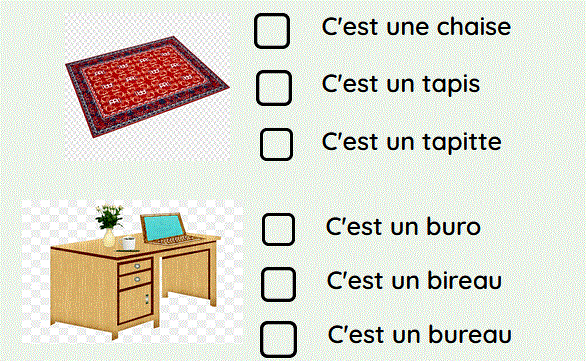 C'est une chaise
C'est un tapis
C'est un tapitte
C'est un buro
C'est un bireau
C'est un bureau